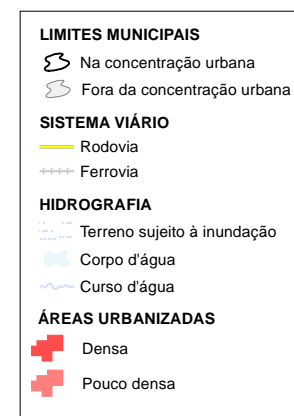 LIMITES MUNICIPAIS
Na concentração urbana
Fora da concentração urbana
SISTEMA VIÁRIO
Rodovia
Ferrovia
HIDROGRAFIA
Terreno sujeito à inundação
Corpo d'água
Curso d'água
ÁREAS URBANIZADAS
Densa
Pouco densa